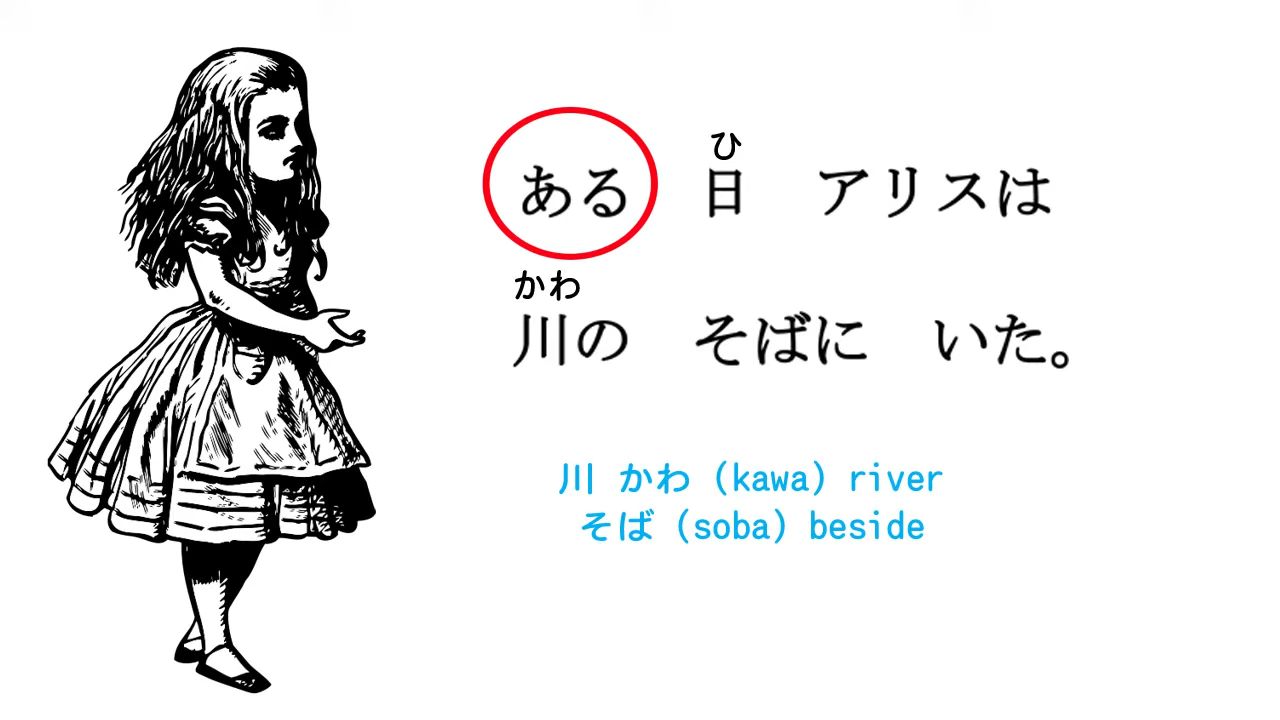 ひ
ある 日 アリスは
かわ
川の そばに いた。
川 かわ (kawa) river
そば (soba) beside